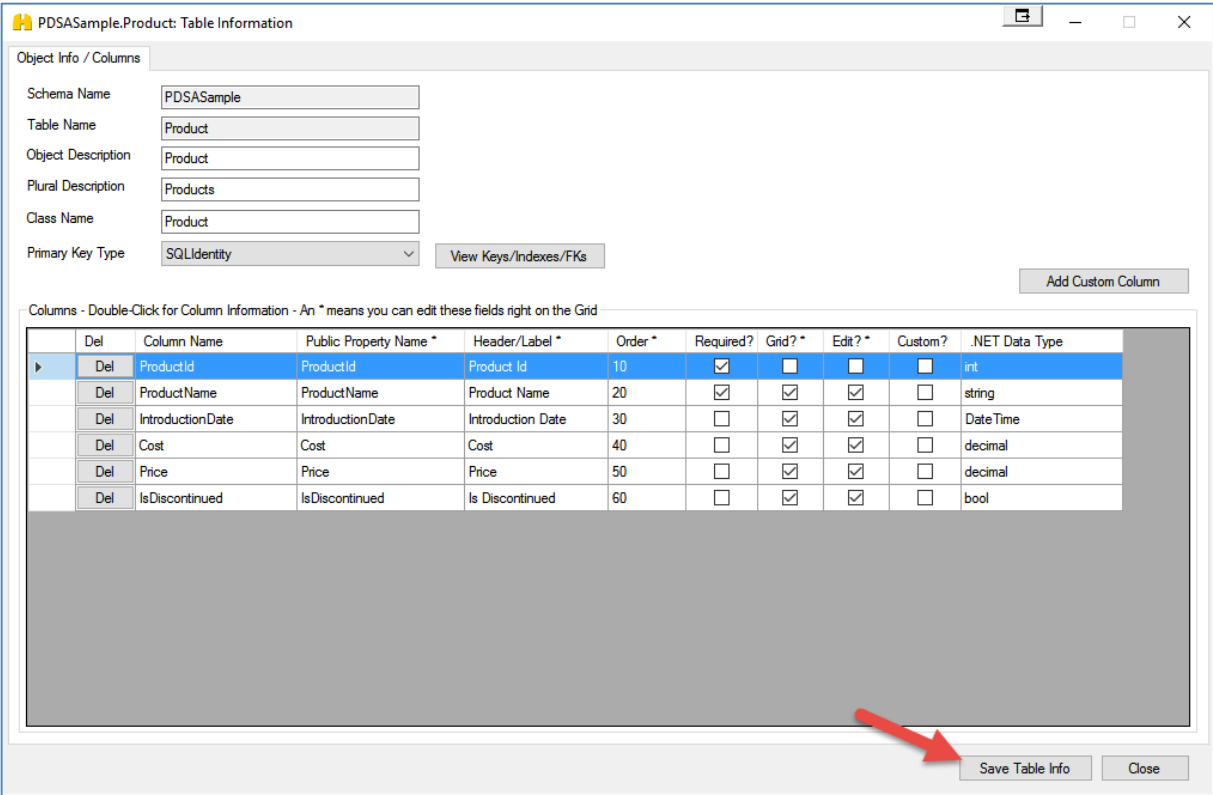 PDSASample.Product: Table Information
Object Info / Columns
Schema Name PDSASample
Table Name Product
Object Description Product
Plural Description Products
Class Name Product
Primary Key Type SQLIdentity View Keys/Indexes/FKs
Add Custom Column
Columns - Double-Click for Column Information - An * means you can edit these fields right on the Grid
Del Column Name Public Property Name * Header/Label * Order * Required? Grid? * Edit? * Custom? .NET Data Type
Del ProductId ProductId Product Id 10 int
Del ProductName ProductName Product Name 20 string
Del IntroductionDate IntroductionDate Introduction Date 30 DateTime
Del Cost Cost Cost 40 decimal
Del Price Price Price 50 decimal
Del IsDiscontinued IsDiscontinued Is Discontinued 60 bool
Save Table Info Close